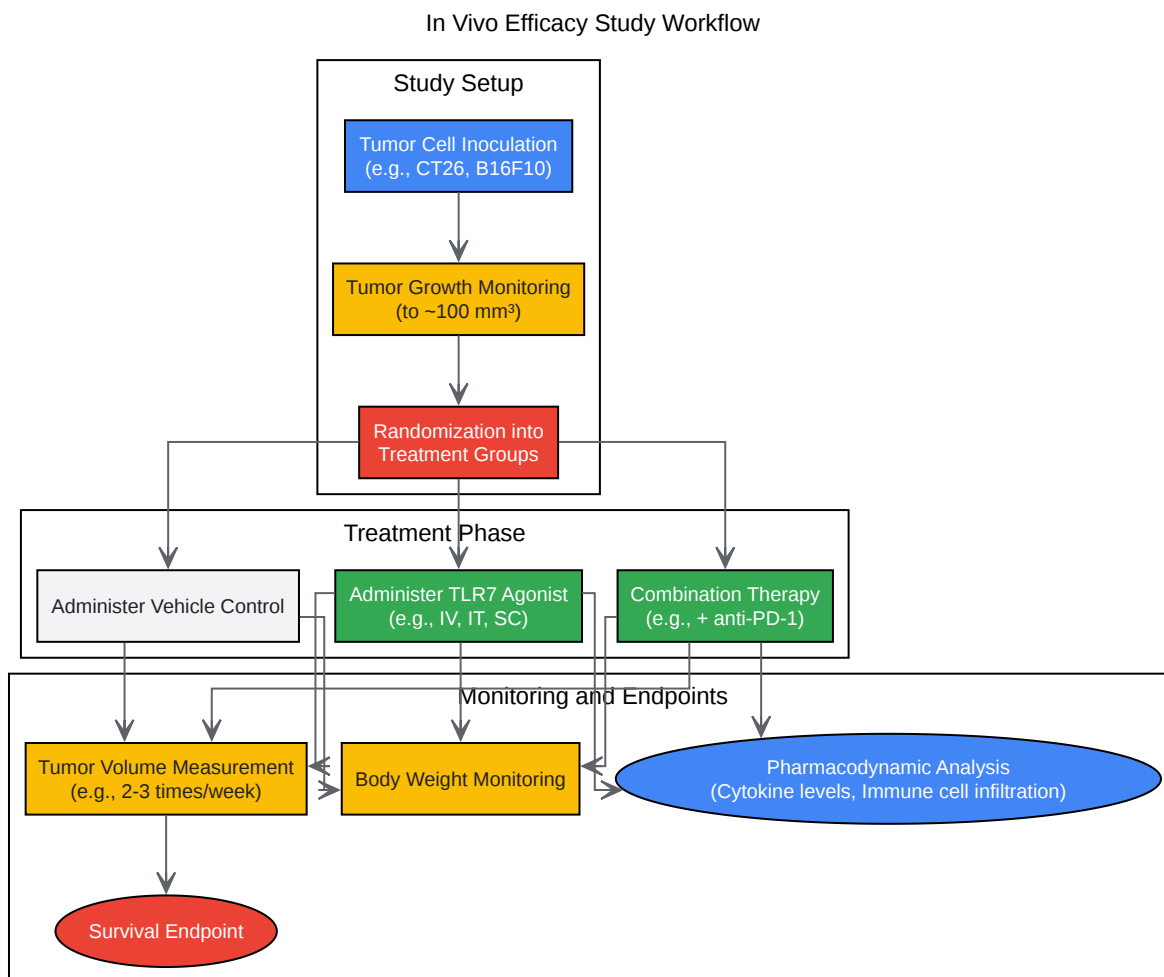 In Vivo Efficacy Study Workflow
Study Setup
Tumor Cell Inoculation
(e.g., CT26, B16F10)
Tumor Growth Monitoring
(to ~100 mm³)
Randomization into
Treatment Groups
Treatment Phase
Administer Vehicle Control
Administer TLR7 Agonist
(e.g., IV, IT, SC)
Combination Therapy
(e.g., + anti-PD-1)
Monitoring and Endpoints
Tumor Volume Measurement
(e.g., 2-3 times/week)
Body Weight Monitoring
Pharmacodynamic Analysis
(Cytokine levels, Immune cell infiltration)
Survival Endpoint